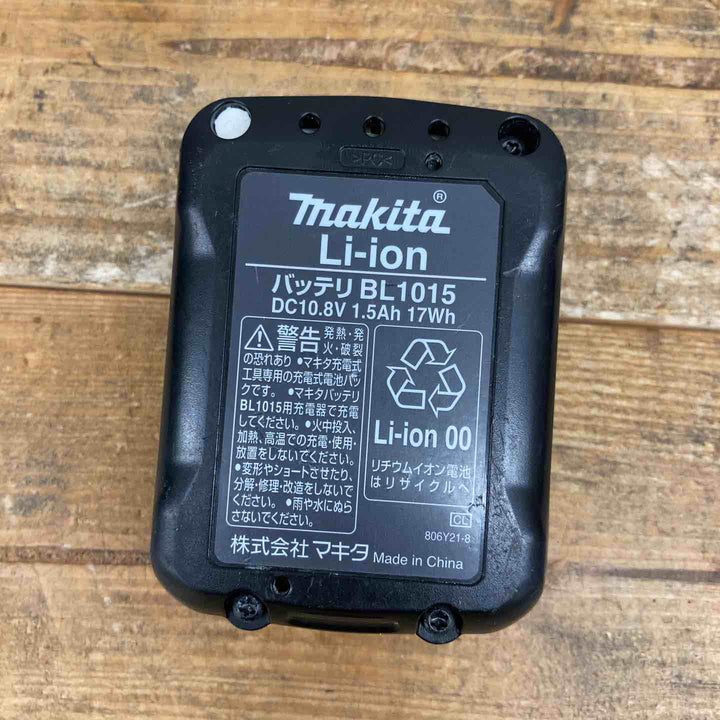 >PC<
makita®
Li-ion
バッテリ BL1015
DC10.8V 1.5Ah 17Wh
警告 発熱・発
火・破裂
の恐れあり ●マキタ充電式
工具専用の充電式電池パッ
クです。 ●マキタバッテリ
BL1015用充電器で充電
してください。 ●火中投入、
加熱、高温での充電・使用・
放置をしないでください。
●変形やショートさせたり、
分解・修理・改造をしないで
ください。 ●雨や水にぬら
さないでください。
Li-ion 00
リチウムイオン電池
はリサイクルへ
CL
806Y21-8
株式会社マキタ Made in China